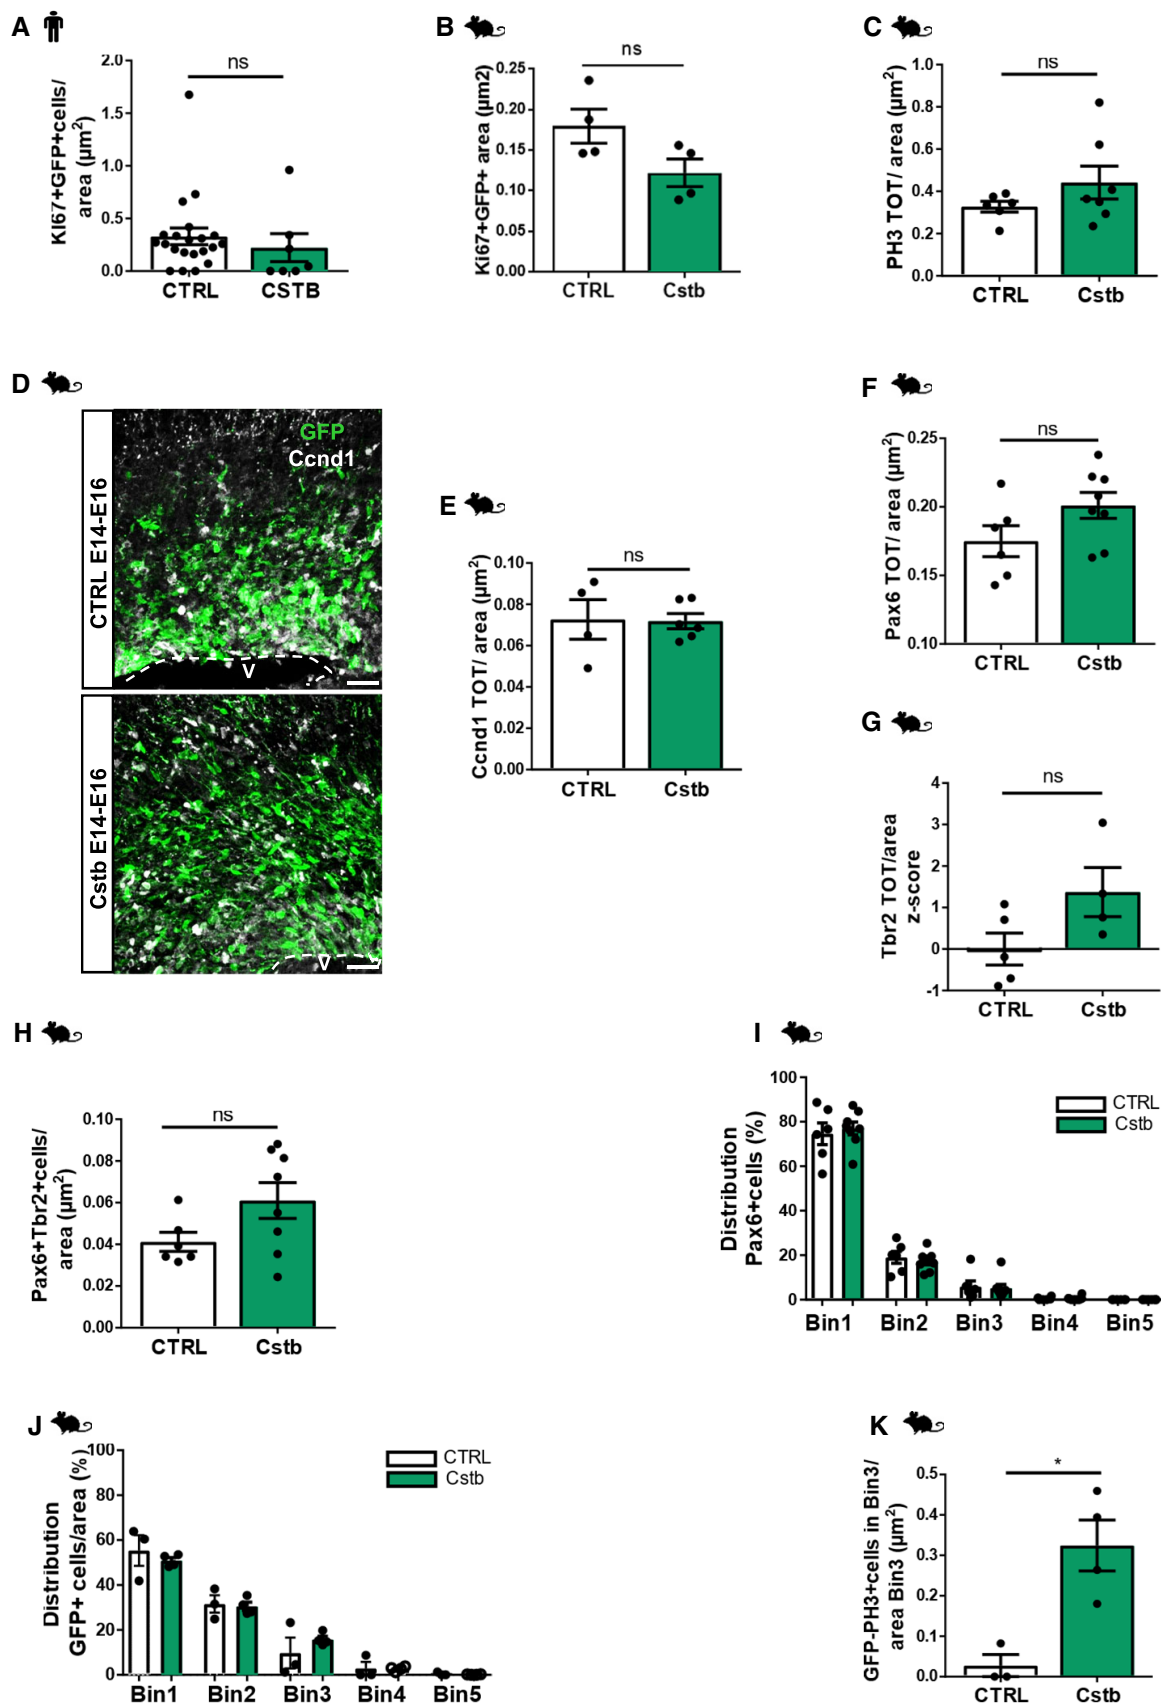 A
Ki67+GFP+cells/
area (µm²)
2.0
1.5
1.0
0.5
0.0
ns
CTRL
CSTB
B
Ki67+GFP+ area (µm2)
0.25
0.20
0.15
0.10
0.05
0.00
ns
CTRL
Cstb
C
PH3 TOT/ area (µm²)
1.0
0.8
0.6
0.4
0.2
0.0
ns
CTRL
Cstb
D
CTRL E14-E16
GFP
Ccnd1
V
Cstb E14-E16
V
E
Ccnd1 TOT/ area (µm²)
0.10
0.08
0.06
0.04
0.02
0.00
ns
CTRL
Cstb
F
Pax6 TOT/ area (µm²)
0.25
0.20
0.15
0.10
ns
CTRL
Cstb
G
Tbr2 TOT/area
z-score
4
3
2
1
0
-1
ns
CTRL
Cstb
H
Pax6+Tbr2+cells/
area (µm²)
0.10
0.08
0.06
0.04
0.02
0.00
ns
CTRL
Cstb
I
Distribution
Pax6+cells (%)
100
80
60
40
20
0
CTRL
Cstb
Bin1 Bin2 Bin3 Bin4 Bin5
J
Distribution
GFP+ cells/area (%)
100
80
60
40
20
0
CTRL
Cstb
Bin1 Bin2 Bin3 Bin4 Bin5
K
GFP-PH3+cells in Bin3/
area Bin3 (µm²)
0.5
0.4
0.3
0.2
0.1
0.0
*
CTRL
Cstb